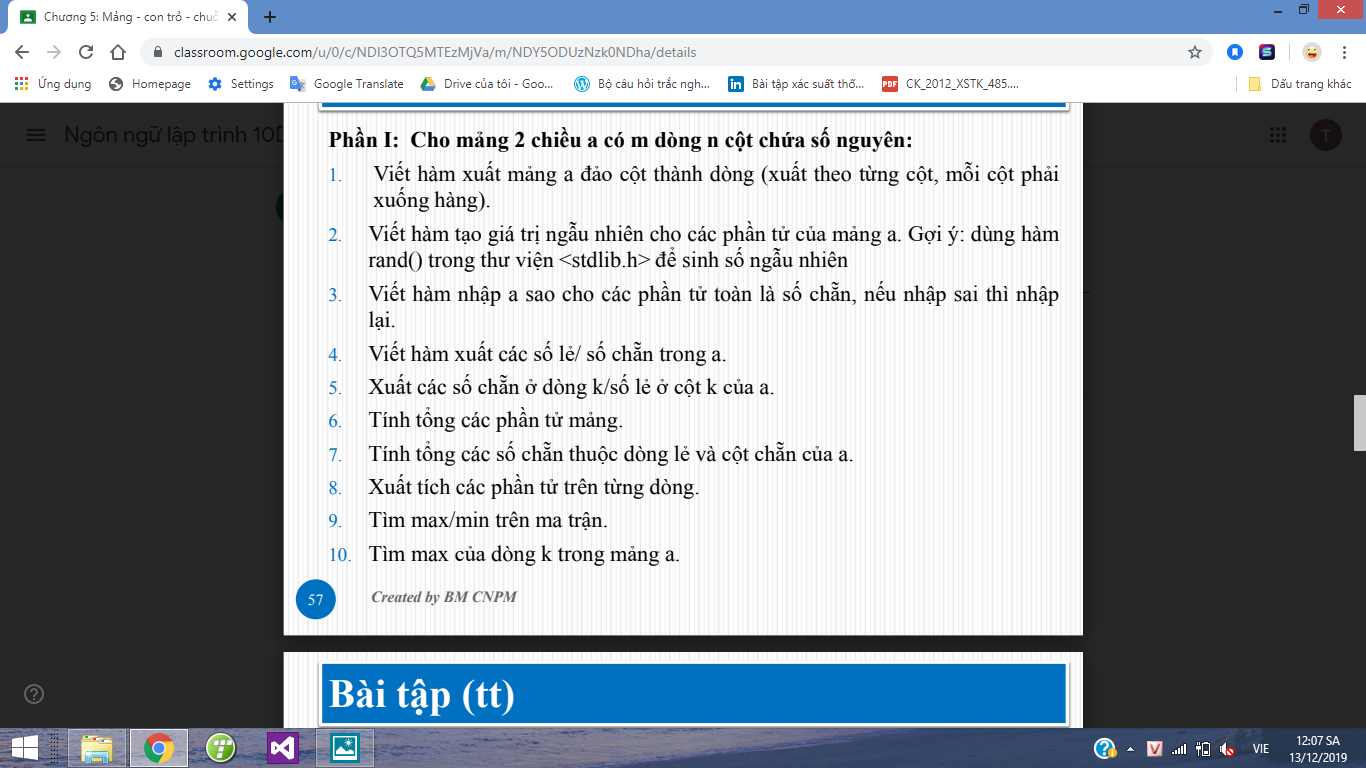 Chương 5: Mảng - con trỏ - chuỗ
classroom.google.com/u/0/c/NDI3OTQ5MTEzMjVa/m/NDY5ODUzNzk0NDha/details
Ứng dụng Homepage Settings Google Translate Drive của tôi - Goo... Bộ câu hỏi trắc ngh... Bài tập xác suất thố... CK_2012_XSTK_485.... Dấu trang khác
Ngôn ngữ lập trình 10D
T
Phần I: Cho mảng 2 chiều a có m dòng n cột chứa số nguyên:
1. Viết hàm xuất mảng a đảo cột thành dòng (xuất theo từng cột, mỗi cột phải
xuống hàng).
2. Viết hàm tạo giá trị ngẫu nhiên cho các phần tử của mảng a. Gợi ý: dùng hàm
rand() trong thư viện <stdlib.h> để sinh số ngẫu nhiên
3. Viết hàm nhập a sao cho các phần tử toàn là số chẵn, nếu nhập sai thì nhập
lại.
4. Viết hàm xuất các số lẻ/ số chẵn trong a.
5. Xuất các số chẵn ở dòng k/số lẻ ở cột k của a.
6. Tính tổng các phần tử mảng.
7. Tính tổng các số chẵn thuộc dòng lẻ và cột chẵn của a.
8. Xuất tích các phần tử trên từng dòng.
9. Tìm max/min trên ma trận.
10. Tìm max của dòng k trong mảng a.
57 Created by BM CNPM
Bài tập (tt)
VIE
12:07 SA
13/12/2019